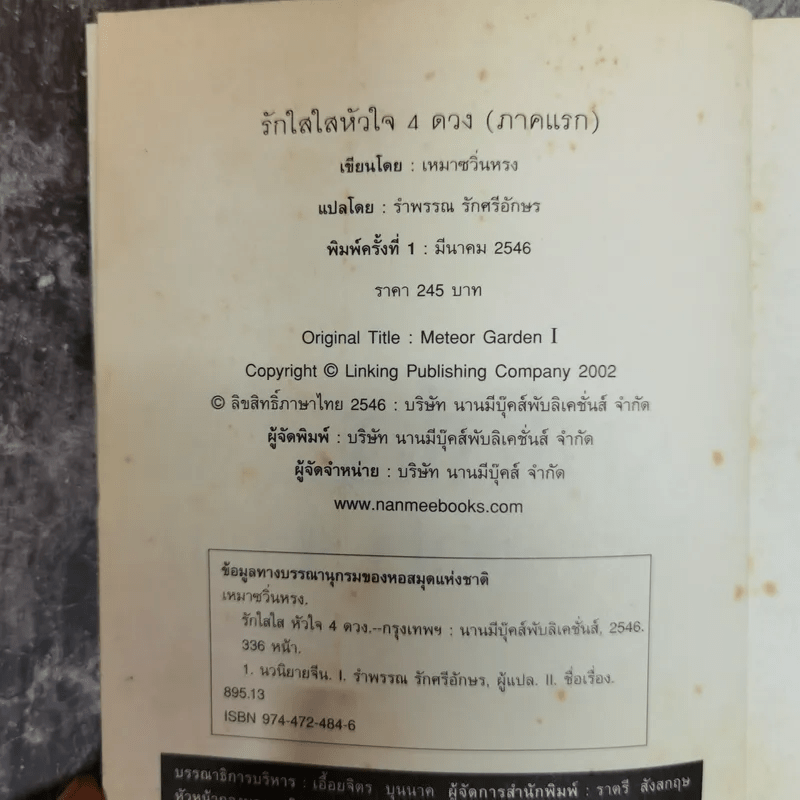 รักใสใสหัวใจ 4 ดวง (ภาคแรก)
เขียนโดย : เหมาซวิ่นหรง
แปลโดย : รำพรรณ รักศรีอักษร
พิมพ์ครั้งที่ 1 : มีนาคม 2546
ราคา 245 บาท
Original Title : Meteor Garden I
Copyright © Linking Publishing Company 2002
© ลิขสิทธิ์ภาษาไทย 2546 : บริษัท นานมีบุ๊คส์พับลิเคชั่นส์ จำกัด
ผู้จัดพิมพ์ : บริษัท นานมีบุ๊คส์พับลิเคชั่นส์ จำกัด
ผู้จัดจำหน่าย : บริษัท นานมีบุ๊คส์ จำกัด
www.nanmeebooks.com
ข้อมูลทางบรรณานุกรมของหอสมุดแห่งชาติ
เหมาซวิ่นหรง.
รักใสใส หัวใจ 4 ดวง.--กรุงเทพฯ : นานมีบุ๊คส์พับลิเคชั่นส์, 2546.
336 หน้า.
1. นวนิยายจีน. I. รำพรรณ รักศรีอักษร, ผู้แปล. II. ชื่อเรื่อง.
895.13
ISBN 974-472-484-6
บรรณาธิการบริหาร : เอื้อยจิตร บุนนาค ผู้จัดการสำนักพิมพ์ : ราตรี สังสกฤษ